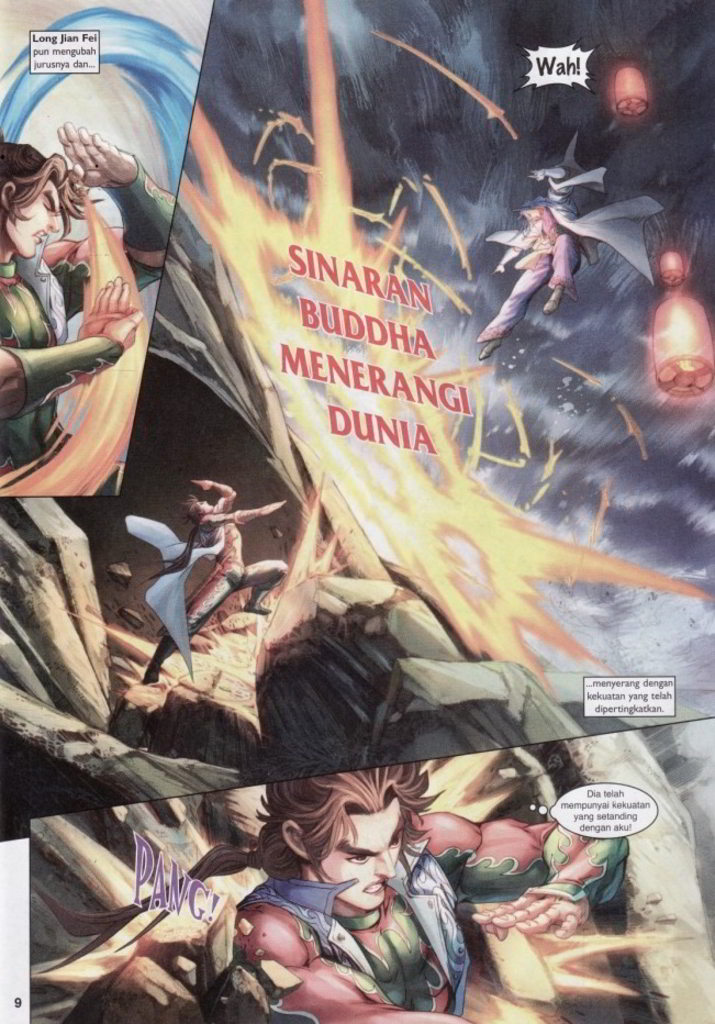 Long Jian Fei
pun mengubah
jurusnya dan...
Wah!
SINARAN
BUDDHA
MENERANGI
DUNIA
...menyerang dengan
kekuatan yang telah
dipertingkatkan.
Dia telah
mempunyai kekuatan
yang setanding
dengan aku!
PANG!
9